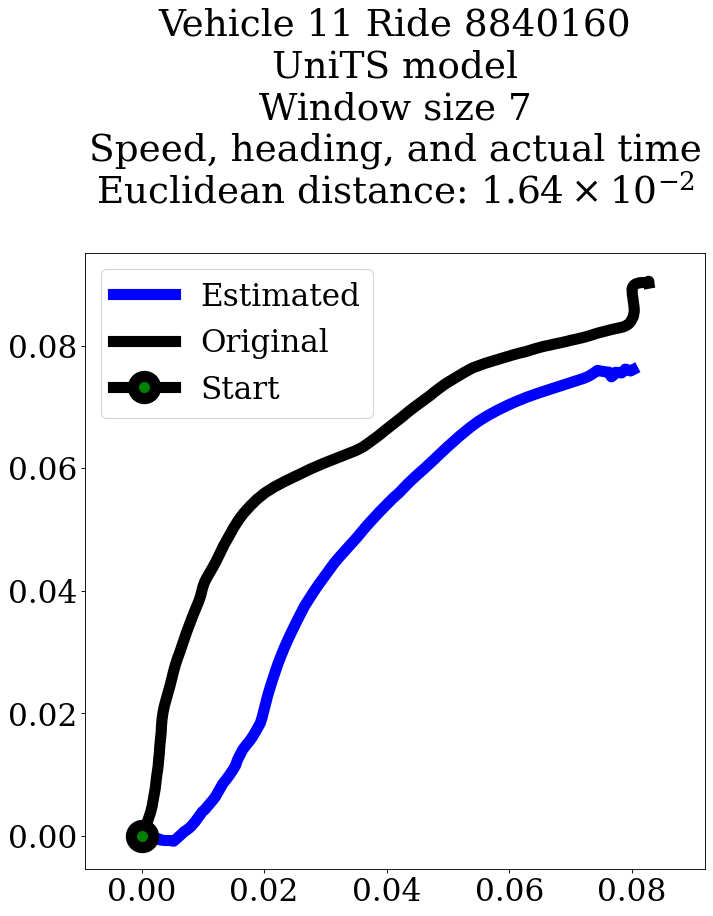 Vehicle 11 Ride 8840160
UniTS model
Window size 7
Speed, heading, and actual time
Euclidean distance: 1.64 × 10⁻²
Estimated
Original
Start
0.08
0.06
0.04
0.02
0.00
0.00 0.02 0.04 0.06 0.08